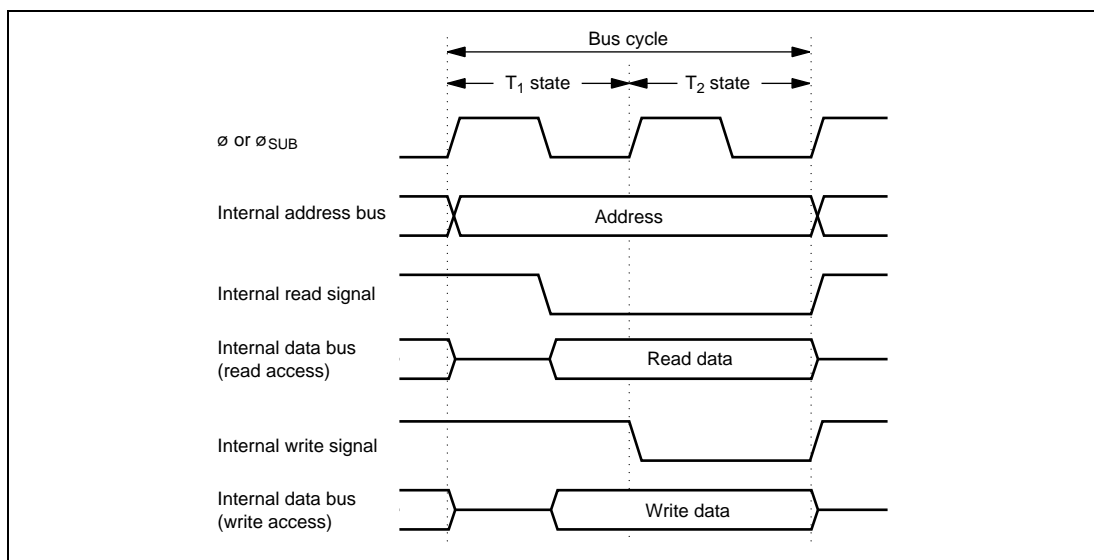 Bus cycle
T₁ state
T₂ state
ø or øSUB
Internal address bus
Address
Internal read signal
Internal data bus
(read access)
Read data
Internal write signal
Internal data bus
(write access)
Write data